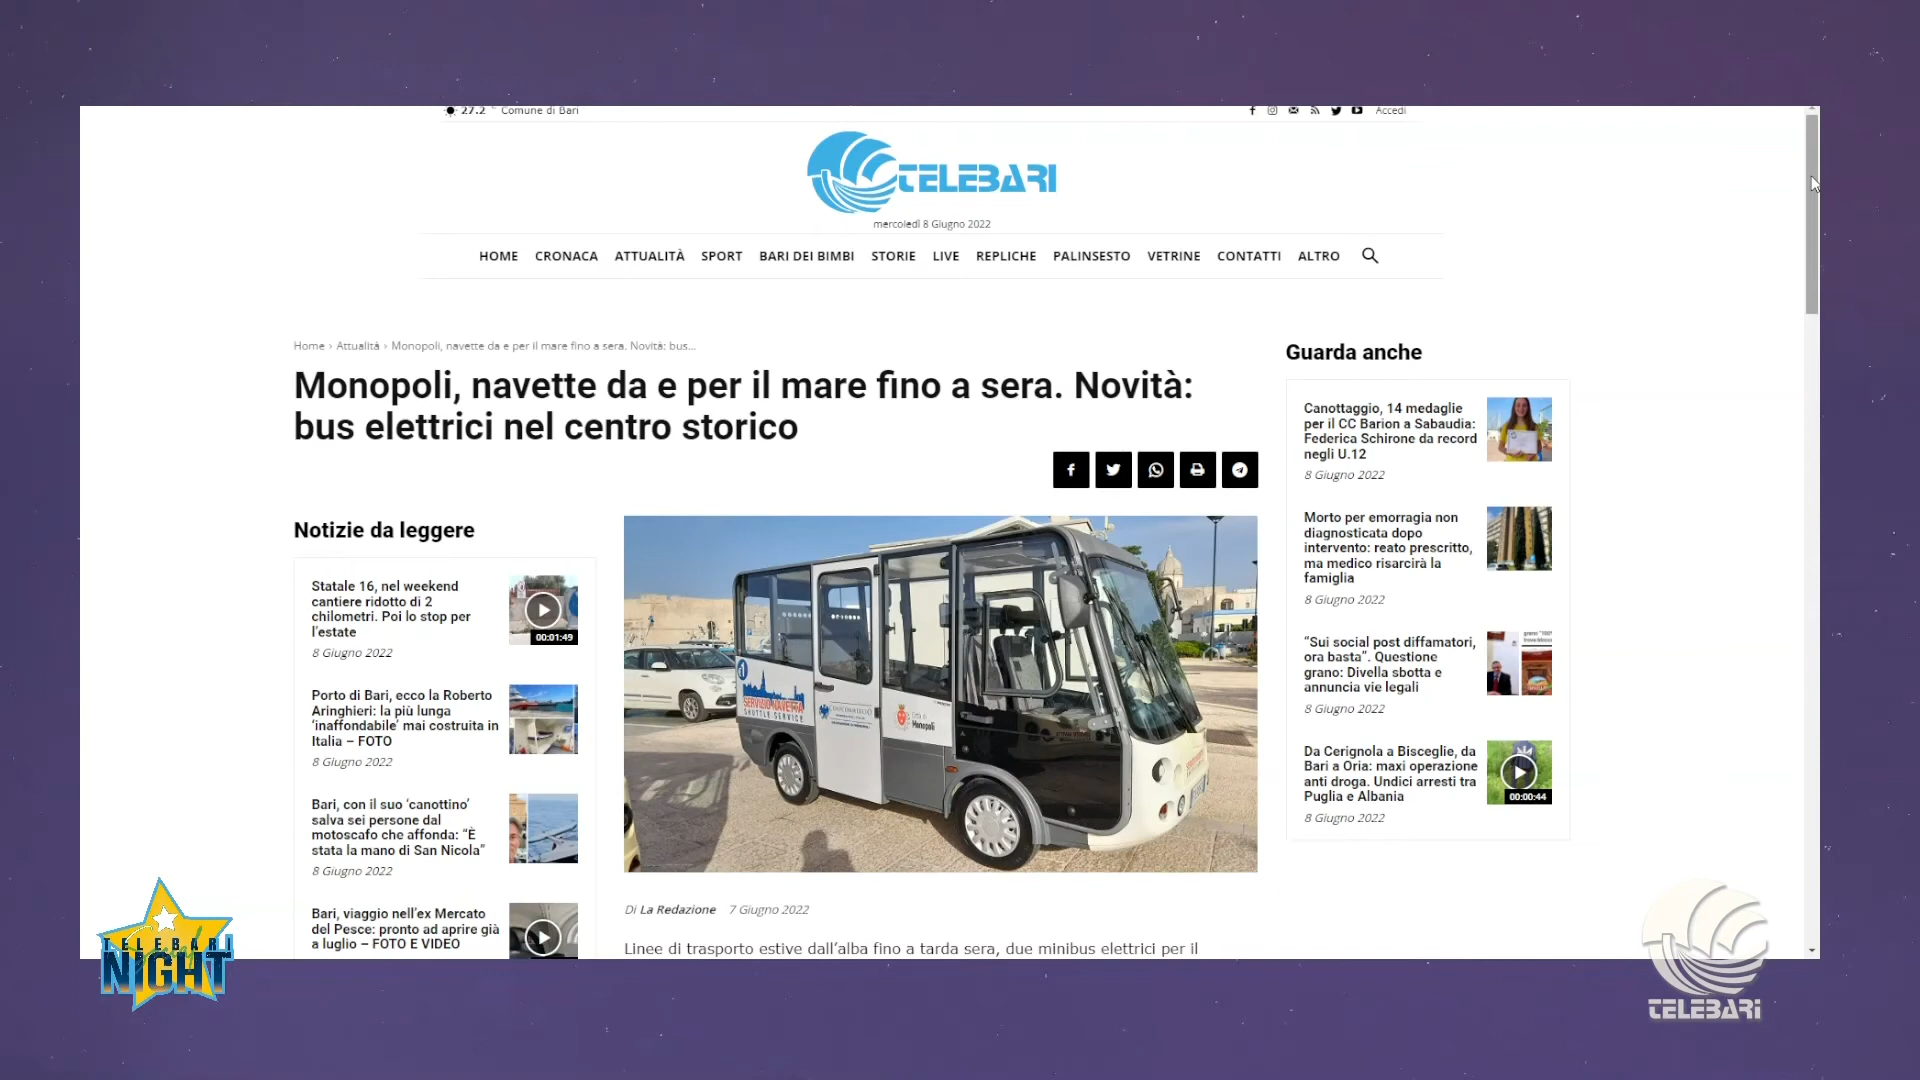 27.2 C Comune di Bari
Accedi
TELEBARI
mercoledì 8 Giugno 2022
HOME CRONACA ATTUALITÀ SPORT BARI DEI BIMBI STORIE LIVE REPLICHE PALINSESTO VETRINE CONTATTI ALTRO
Home › Attualità › Monopoli, navette da e per il mare fino a sera. Novità: bus...
Monopoli, navette da e per il mare fino a sera. Novità:
bus elettrici nel centro storico
Notizie da leggere
Statale 16, nel weekend
cantiere ridotto di 2
chilometri. Poi lo stop per
l’estate
00:01:49
8 Giugno 2022
Porto di Bari, ecco la Roberto
Aringhieri: la più lunga
‘inaffondabile’ mai costruita in
Italia – FOTO
8 Giugno 2022
Bari, con il suo ‘canottino’
salva sei persone dal
motoscafo che affonda: “È
stata la mano di San Nicola”
8 Giugno 2022
Bari, viaggio nell’ex Mercato
del Pesce: pronto ad aprire già
a luglio – FOTO E VIDEO
SERVIZIO NAVETTA
SHUTTLE SERVICE
CONFCOMMERCIO
Città di
Monopoli
Di La Redazione 7 Giugno 2022
Linee di trasporto estive dall’alba fino a tarda sera, due minibus elettrici per il
Guarda anche
Canottaggio, 14 medaglie
per il CC Barion a Sabaudia:
Federica Schirone da record
negli U.12
8 Giugno 2022
Morto per emorragia non
diagnosticata dopo
intervento: reato prescritto,
ma medico risarcirà la
famiglia
8 Giugno 2022
“Sui social post diffamatori,
ora basta”. Questione
grano: Divella sbotta e
annuncia vie legali
8 Giugno 2022
Da Cerignola a Bisceglie, da
Bari a Oria: maxi operazione
anti droga. Undici arresti tra
Puglia e Albania
00:00:44
8 Giugno 2022
TELEBARI
NIGHT
TELEBARI